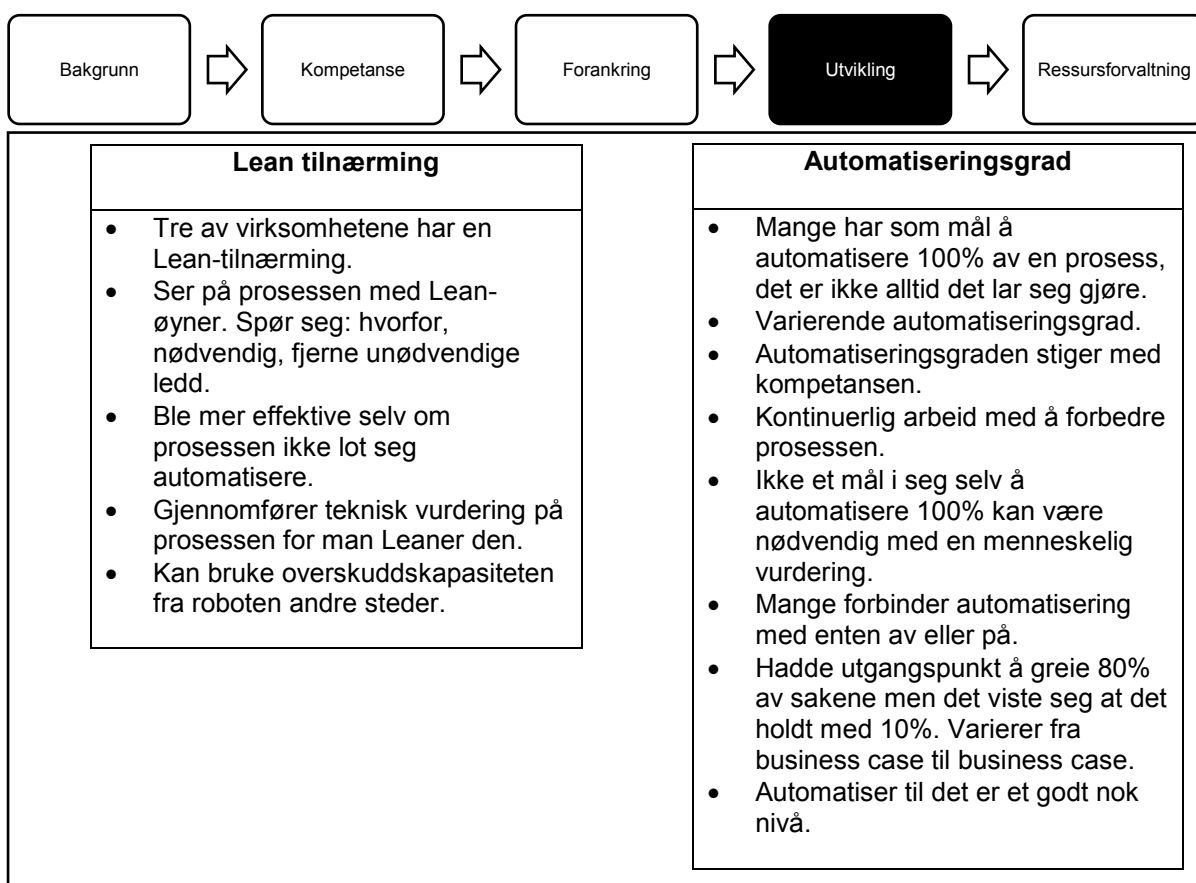 Bakgrunn
Kompetanse
Forankring
Utvikling
Ressursforvaltning
Lean tilnærming
• Tre av virksomhetene har en
Lean-tilnærming.
• Ser på prosessen med Lean-
øyner. Spør seg: hvorfor,
nødvendig, fjerne unødvendige
ledd.
• Ble mer effektive selv om
prosessen ikke lot seg
automatisere.
• Gjennomfører teknisk vurdering på
prosessen for man Leaner den.
• Kan bruke overskuddskapasiteten
fra roboten andre steder.
Automatiseringsgrad
• Mange har som mål å
automatisere 100% av en prosess,
det er ikke alltid det lar seg gjøre.
• Varierende automatiseringsgrad.
• Automatiseringsgraden stiger med
kompetansen.
• Kontinuerlig arbeid med å forbedre
prosessen.
• Ikke et mål i seg selv å
automatisere 100% kan være
nødvendig med en menneskelig
vurdering.
• Mange forbinder automatisering
med enten av eller på.
• Hadde utgangspunkt å greie 80%
av sakene men det viste seg at det
holdt med 10%. Varierer fra
business case til business case.
• Automatiser til det er et godt nok
nivå.